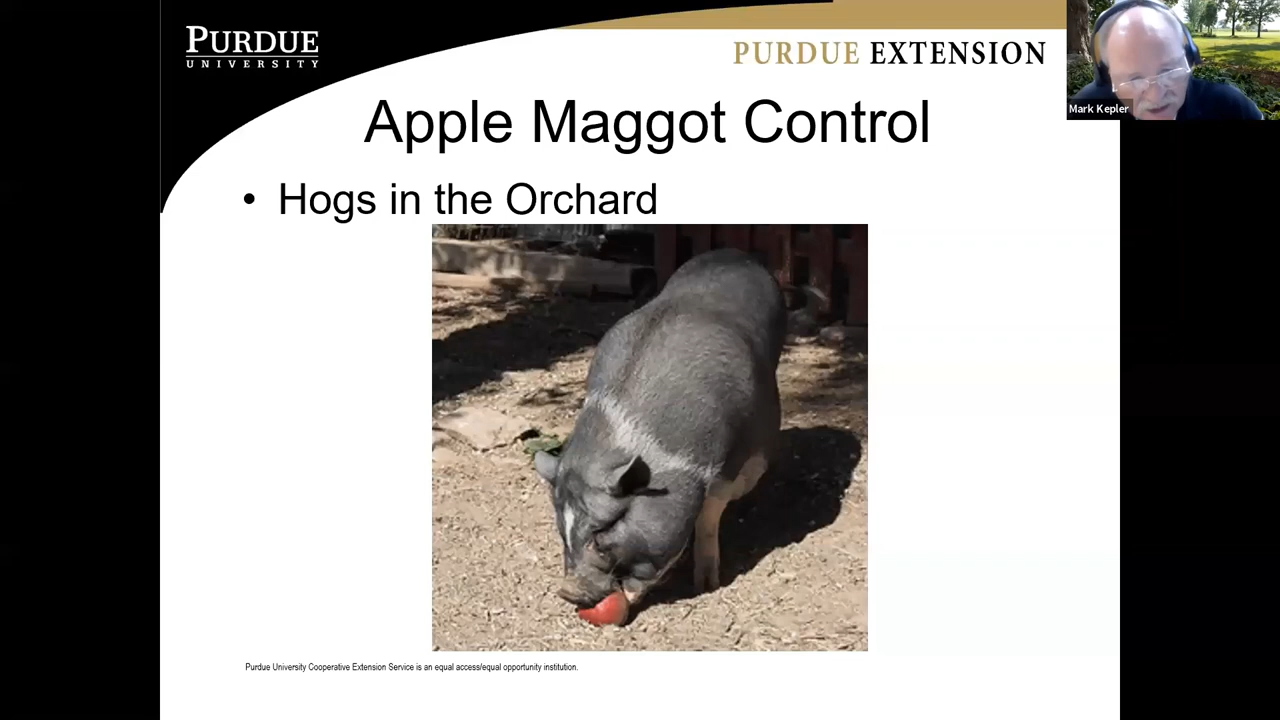 PURDUE
UNIVERSITY
PURDUE EXTENSION
Mark Kepler
Apple Maggot Control
• Hogs in the Orchard
Purdue University Cooperative Extension Service is an equal access/equal opportunity institution.